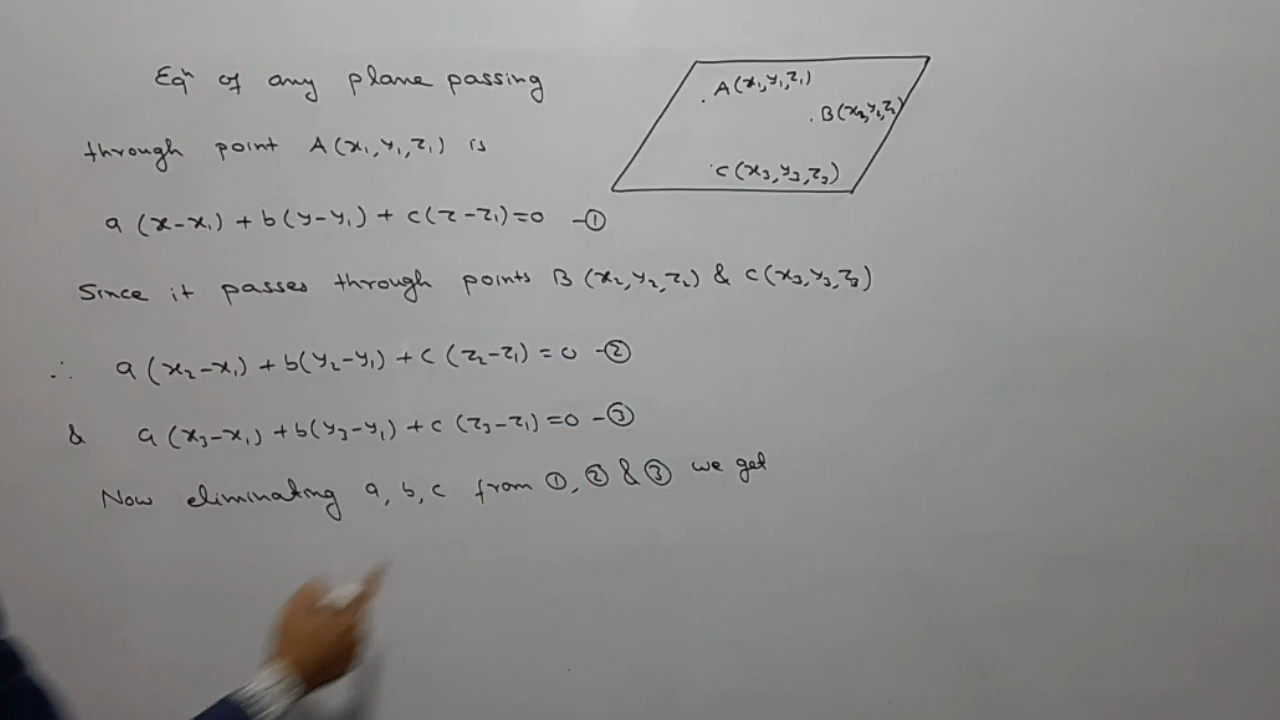 Eqⁿ of any plane passing
through point A(x₁,y₁,z₁) is
a(x-x₁)+b(y-y₁)+c(z-z₁)=0 -①
Since it passes through points B(x₂,y₂,z₂) & C(x₃,y₃,z₃)
∴ a(x₂-x₁)+b(y₂-y₁)+c(z₂-z₁)=0 -②
& a(x₃-x₁)+b(y₃-y₁)+c(z₃-z₁)=0 -③
Now eliminating a, b, c from ①, ② & ③ we get
A(x₁,y₁,z₁)
C(x₃,y₃,z₃)